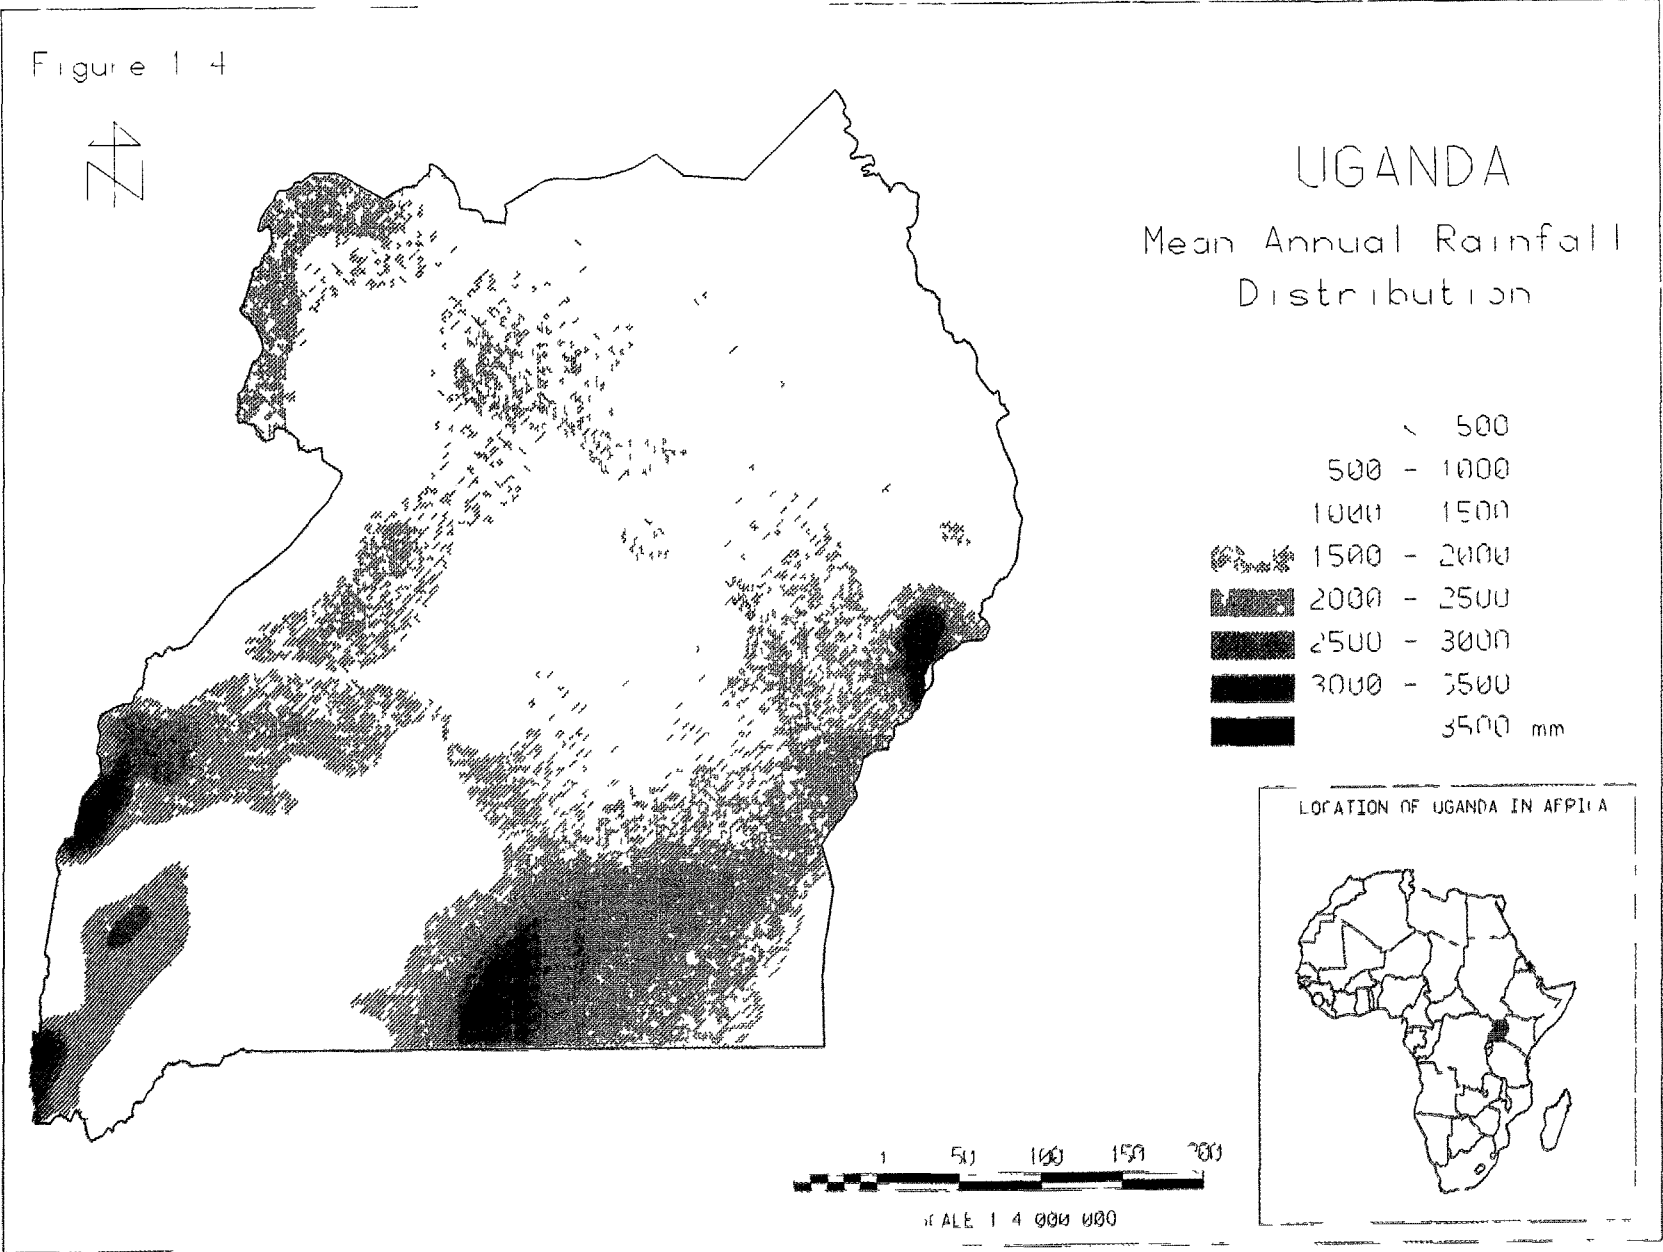 Figure 1 4
N
UGANDA
Mean Annual Rainfall
Distribution
500
500 - 1000
1000 1500
1500 - 2000
2000 - 2500
2500 - 3000
3000 - 3500
3500 mm
LOCATION OF UGANDA IN AFRICA
50 100 150 200
SCALE 1 4 000 000